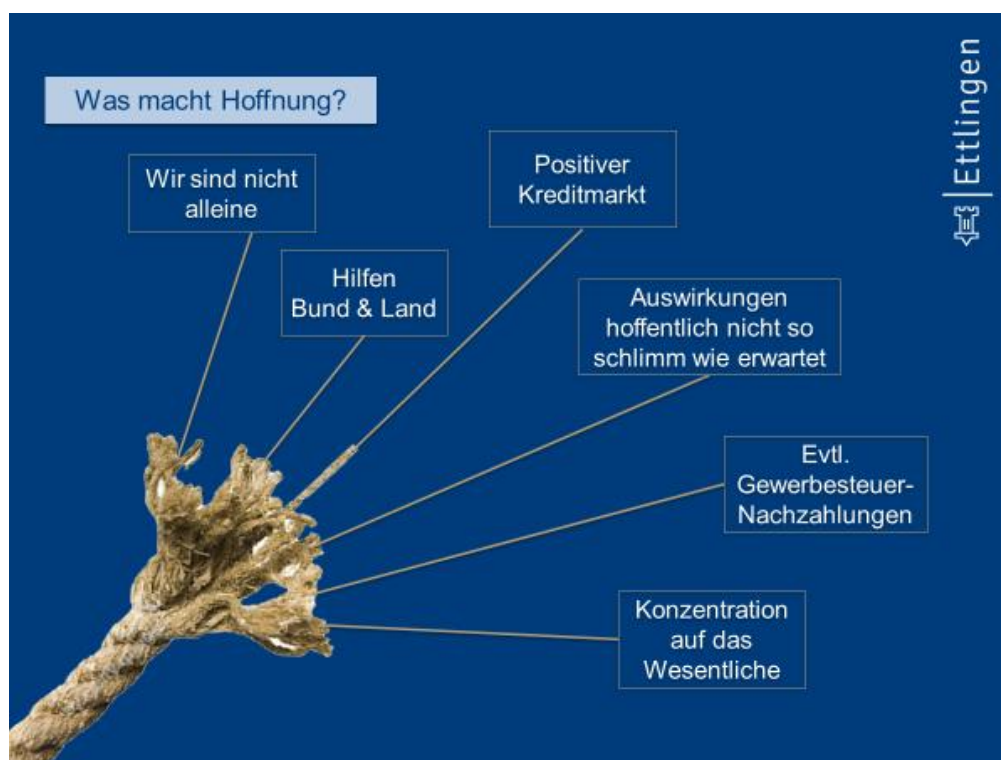 Was macht Hoffnung?
Ettlingen
Wir sind nicht
alleine
Positiver
Kreditmarkt
Hilfen
Bund & Land
Auswirkungen
hoffentlich nicht so
schlimm wie erwartet
Evtl.
Gewerbesteuer-
Nachzahlungen
Konzentration
auf das
Wesentliche